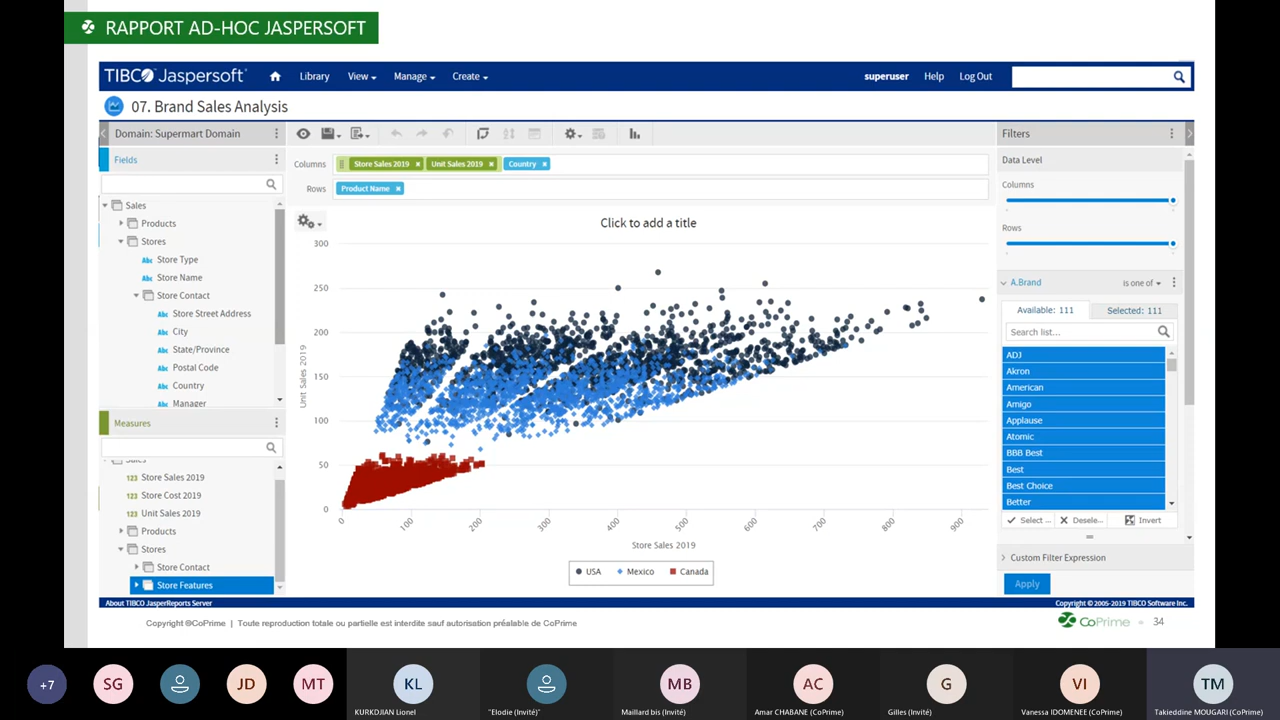 RAPPORT AD-HOC JASPERSOFT
TIBCO Jaspersoft®
Library
View
Manage
Create
superuser
Help
Log Out
07. Brand Sales Analysis
Domain: Supermart Domain
Fields
Sales
Products
Stores
Store Type
Store Name
Store Contact
Store Street Address
City
State/Province
Postal Code
Country
Manager
Measures
Sales
Store Sales 2019
Store Cost 2019
Unit Sales 2019
Products
Stores
Store Contact
Store Features
Columns
Store Sales 2019 ×
Unit Sales 2019 ×
Country ×
Rows
Product Name ×
Click to add a title
Unit Sales 2019
300
250
200
150
100
50
0
0
100
200
300
400
500
600
700
800
900
Store Sales 2019
USA
Mexico
Canada
Filters
Data Level
Columns
Rows
A.Brand
is one of
Available: 111
Selected: 111
Search list...
ADJ
Akron
American
Amigo
Applause
Atomic
BBB Best
Best
Best Choice
Better
Select ...
Desele...
Invert
Custom Filter Expression
Apply
About TIBCO JasperReports Server
Copyright © 2005-2019 TIBCO Software Inc.
Copyright ©CoPrime | Toute reproduction totale ou partielle est interdite sauf autorisation préalable de CoPrime
CoPrime
34
+7
SG
JD
MT
KL
KURKDJIAN Lionel
"Elodie (Invité)"
MB
Maillard bis (Invité)
AC
Amar CHABANE (CoPrime)
G
Gilles (Invité)
VI
Vanessa IDOMENEE (CoPrime)
TM
Takieddine MOUGARI (CoPrime)